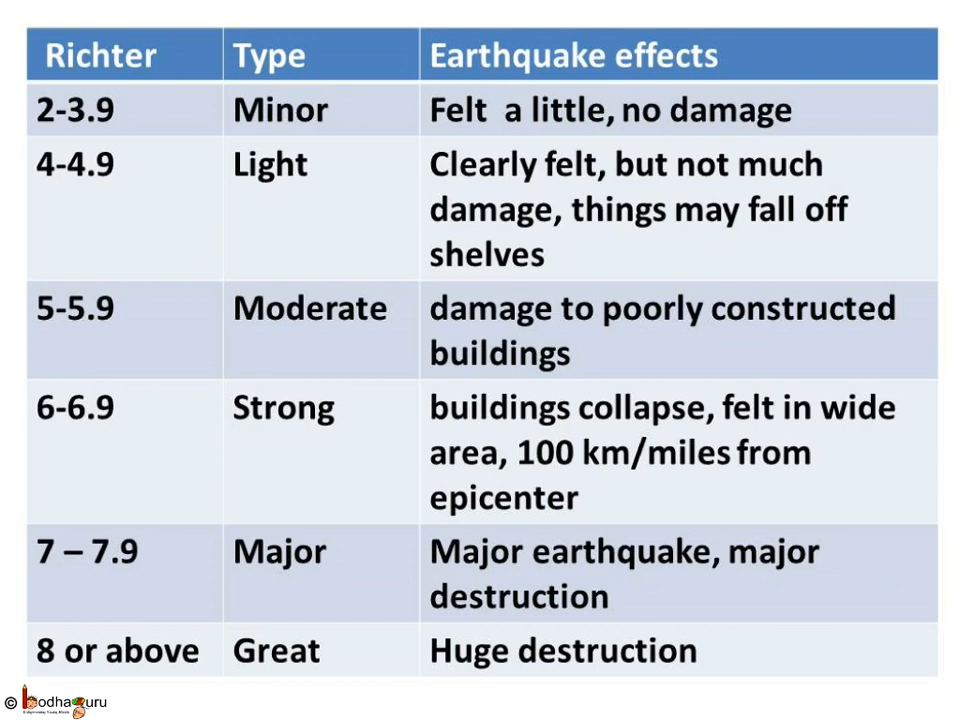 Richter Type Earthquake effects
2-3.9 Minor Felt a little, no damage
4-4.9 Light Clearly felt, but not much
damage, things may fall off
shelves
5-5.9 Moderate damage to poorly constructed
buildings
6-6.9 Strong buildings collapse, felt in wide
area, 100 km/miles from
epicenter
7 – 7.9 Major Major earthquake, major
destruction
8 or above Great Huge destruction
© bodhaguru